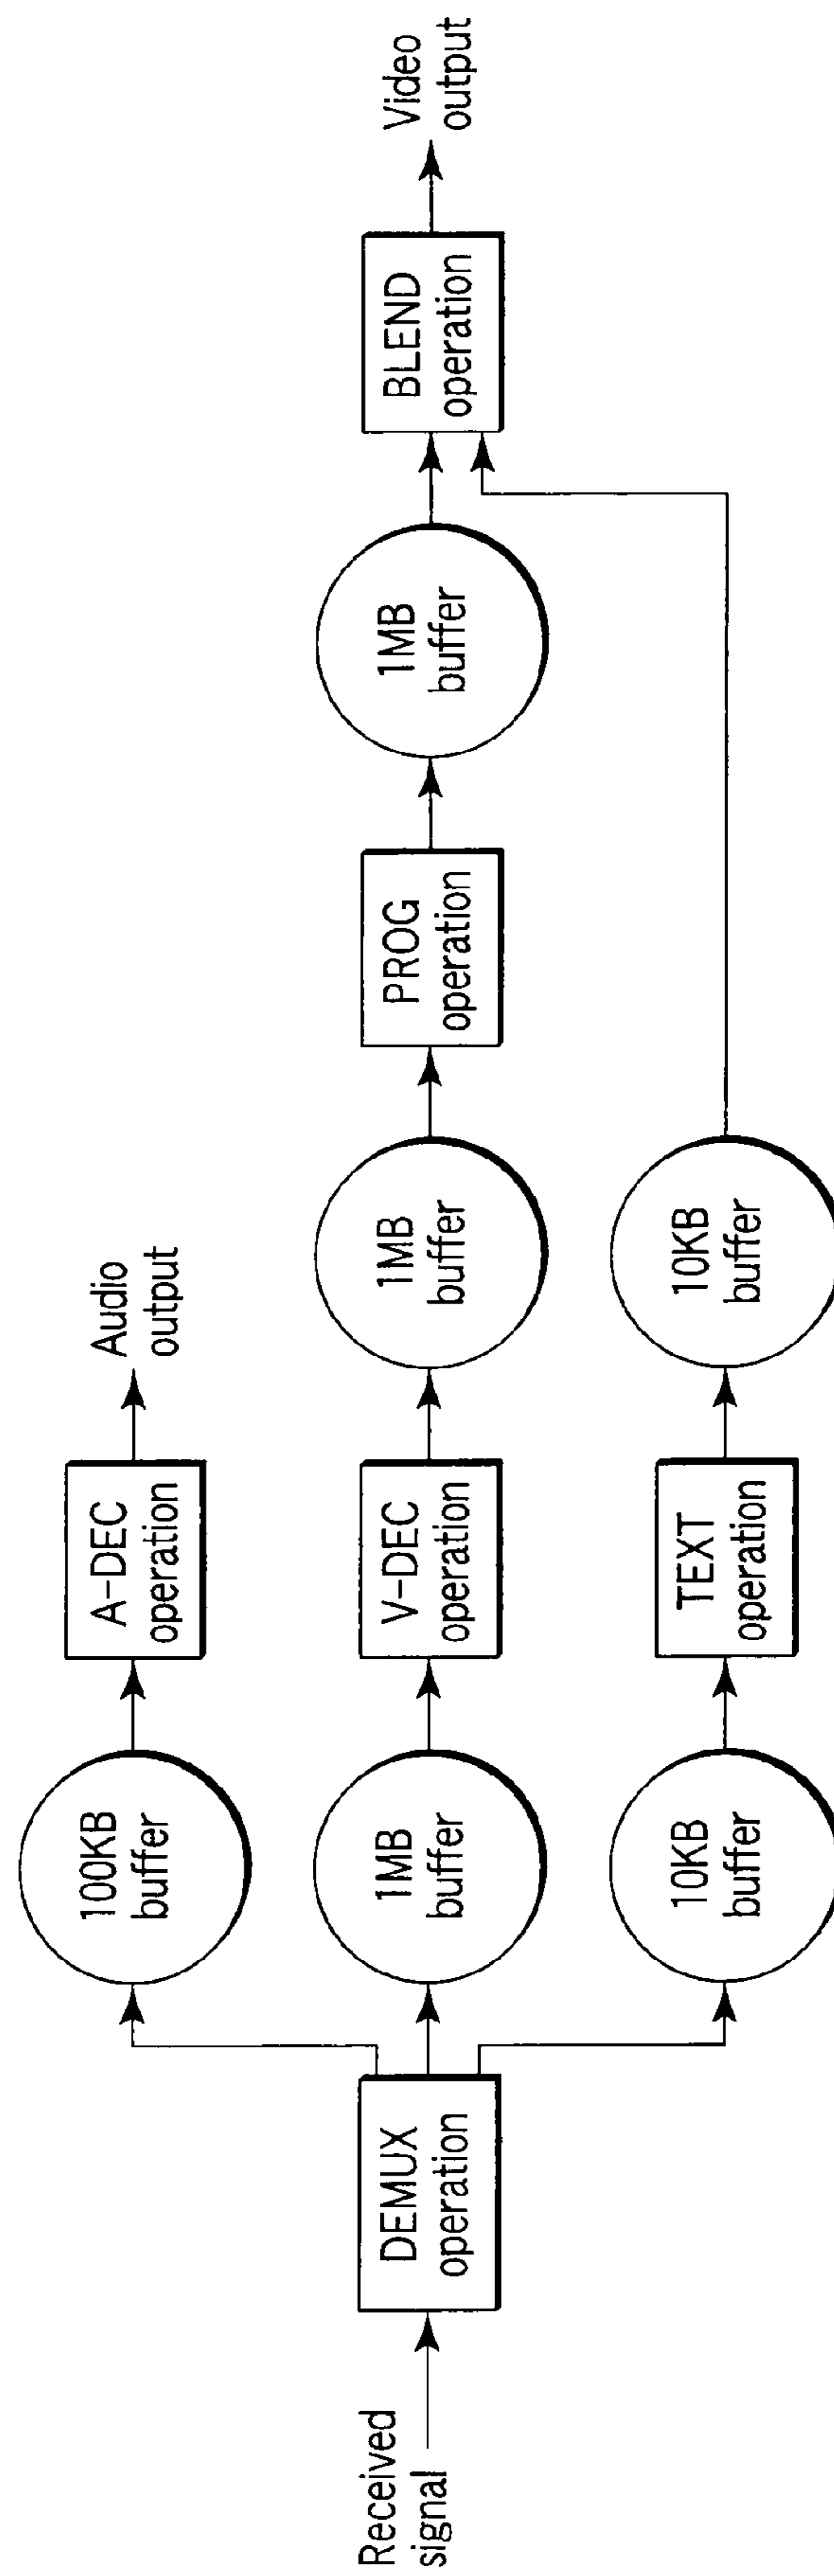 Received
signal
DEMUX
operation
100KB
buffer
A-DEC
operation
Audio
output
1MB
buffer
V-DEC
operation
1MB
buffer
PROG
operation
1MB
buffer
BLEND
operation
Video
output
10KB
buffer
TEXT
operation
10KB
buffer